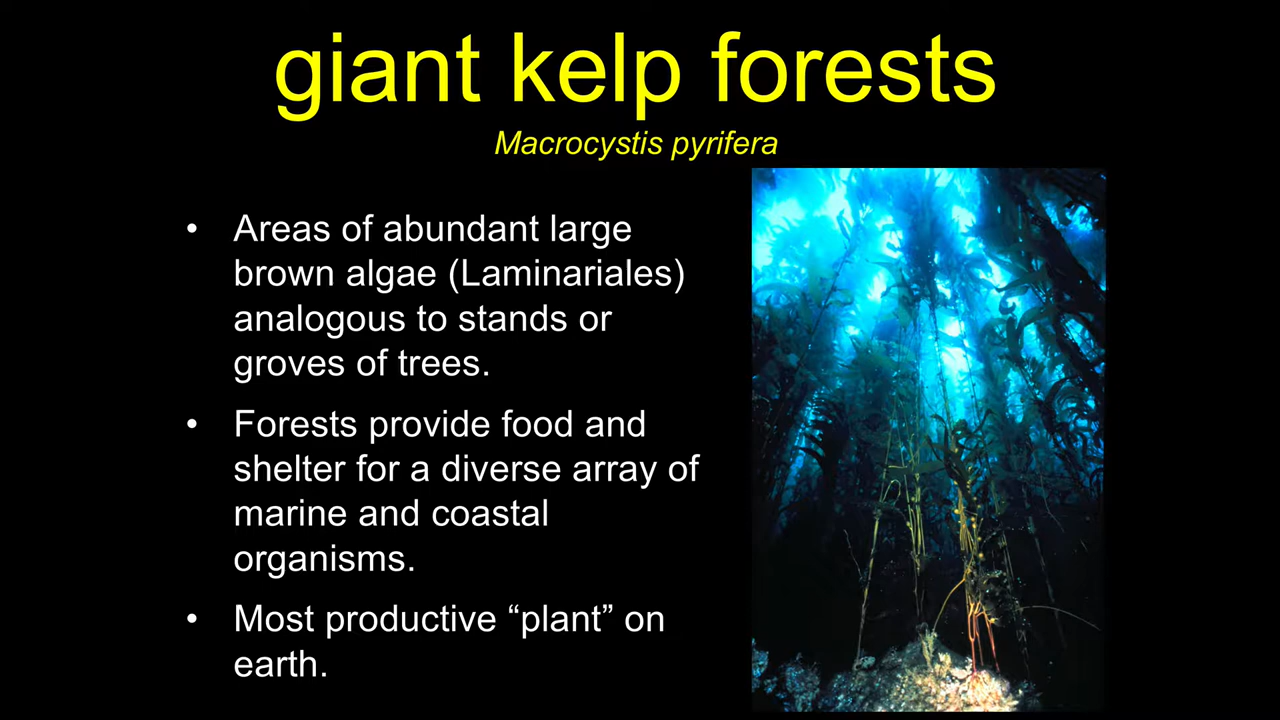 giant kelp forests
Macrocystis pyrifera
• Areas of abundant large
brown algae (Laminariales)
analogous to stands or
groves of trees.
• Forests provide food and
shelter for a diverse array of
marine and coastal
organisms.
• Most productive “plant” on
earth.